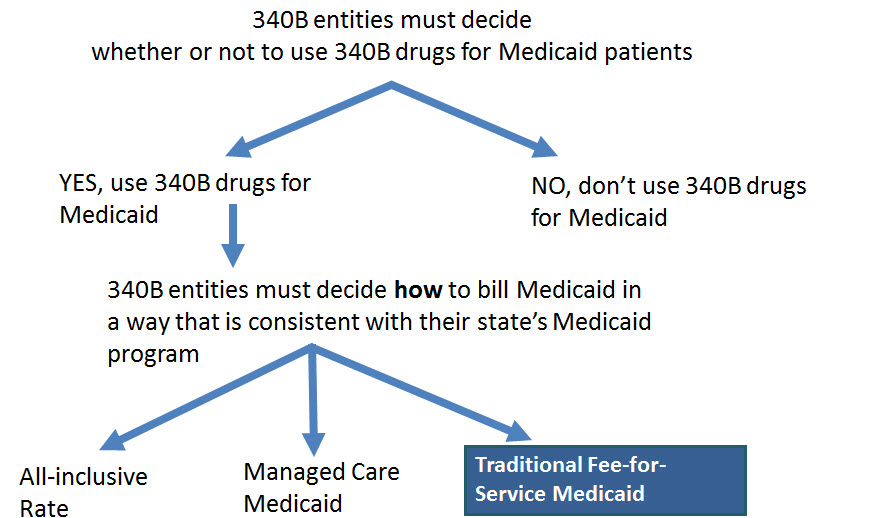 340B entities must decide
whether or not to use 340B drugs for Medicaid patients
YES, use 340B drugs for
Medicaid
NO, don’t use 340B drugs
for Medicaid
340B entities must decide how to bill Medicaid in
a way that is consistent with their state’s Medicaid
program
All-inclusive
Rate
Managed Care
Medicaid
Traditional Fee-for-
Service Medicaid